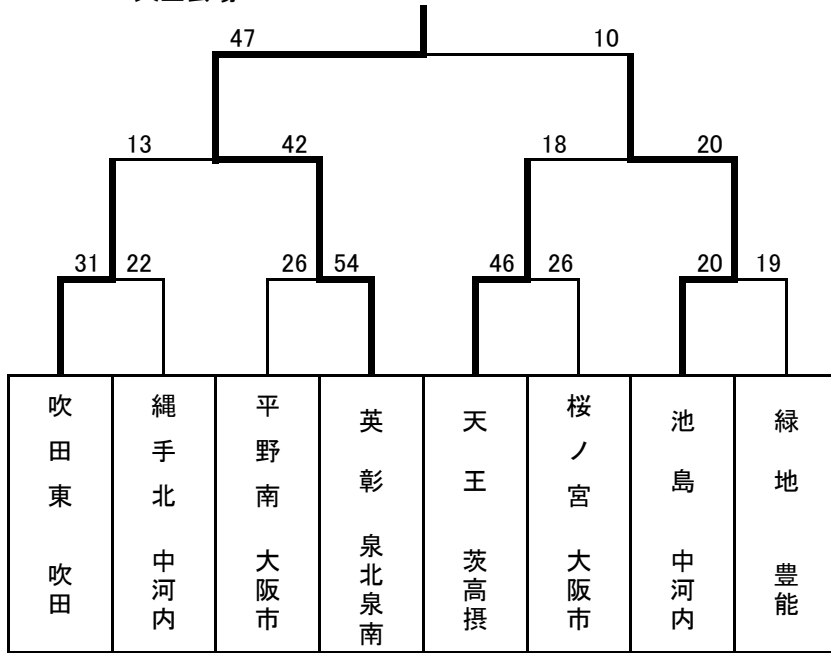 47 10
13 42 18 20
31 22 26 54 46 26 20 19
吹田東 吹田
縄手北 中河内
平野南 大阪市
英彰 泉北泉南
天王 茨高摂
桜ノ宮 大阪市
池島 中河内
緑地 豊能